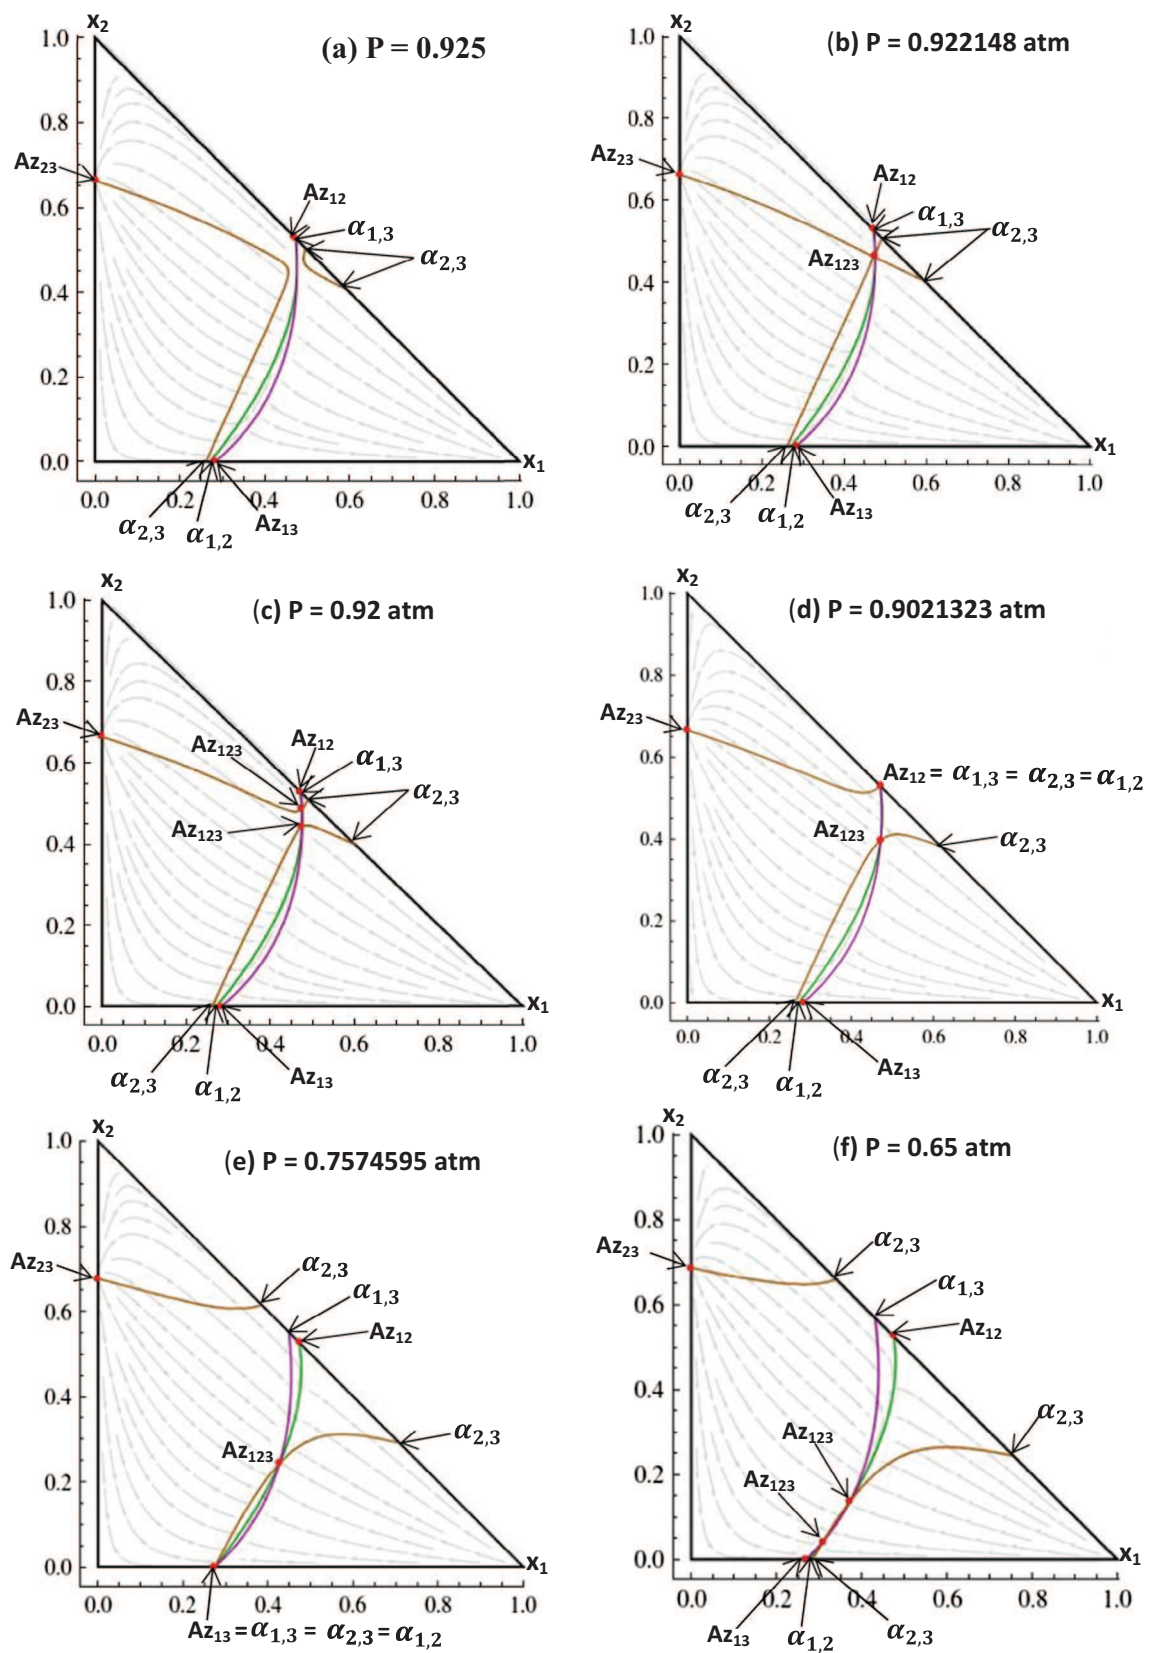 x₂
(a) P = 0.925
1.0
0.8
Az₂₃
0.6
Az₁₂
α₁,₃
α₂,₃
0.4
0.2
0.0
x₁
0.0 0.2 0.4 0.6 0.8 1.0
α₂,₃ α₁,₂ Az₁₃
x₂
(b) P = 0.922148 atm
1.0
0.8
Az₂₃
0.6
Az₁₂
α₁,₃
α₂,₃
Az₁₂₃
0.4
0.2
0.0
x₁
0.0 0.2 0.4 0.6 0.8 1.0
α₂,₃ α₁,₂ Az₁₃
x₂
(c) P = 0.92 atm
1.0
0.8
Az₂₃
Az₁₂₃ Az₁₂
α₁,₃
0.6
α₂,₃
Az₁₂₃
0.4
0.2
0.0
x₁
0.0 0.2 0.4 0.6 0.8 1.0
α₂,₃ α₁,₂ Az₁₃
x₂
(d) P = 0.9021323 atm
1.0
0.8
Az₂₃
Az₁₂ = α₁,₃ = α₂,₃ = α₁,₂
0.6
Az₁₂₃
α₂,₃
0.4
0.2
0.0
x₁
0.0 0.2 0.4 0.6 0.8 1.0
α₂,₃ α₁,₂ Az₁₃
x₂
(e) P = 0.7574595 atm
1.0
0.8
Az₂₃
α₂,₃
α₁,₃
0.6
Az₁₂
0.4
α₂,₃
Az₁₂₃
0.2
0.0
x₁
0.0 0.2 0.4 0.6 0.8 1.0
Az₁₃ = α₁,₃ = α₂,₃ = α₁,₂
x₂
(f) P = 0.65 atm
1.0
0.8
Az₂₃
α₂,₃
α₁,₃
0.6
Az₁₂
0.4
α₂,₃
Az₁₂₃
0.2
Az₁₂₃
0.0
x₁
0.0 0.2 0.4 0.6 0.8 1.0
Az₁₃ α₁,₂ α₂,₃